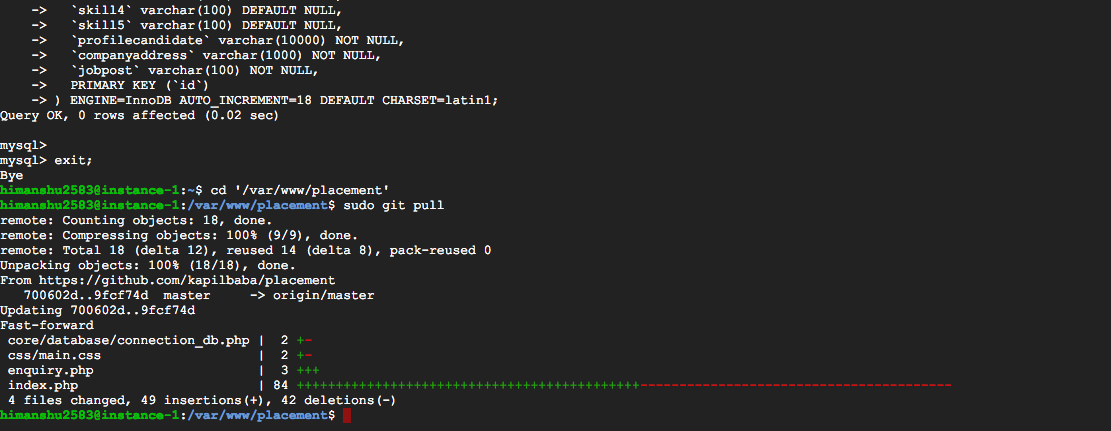 ->   `skill4` varchar(100) DEFAULT NULL,
    ->   `skill5` varchar(100) DEFAULT NULL,
    ->   `profilecandidate` varchar(10000) NOT NULL,
    ->   `companyaddress` varchar(1000) NOT NULL,
    ->   `jobpost` varchar(100) NOT NULL,
    ->   PRIMARY KEY (`id`)
    -> ) ENGINE=InnoDB AUTO_INCREMENT=18 DEFAULT CHARSET=latin1;
Query OK, 0 rows affected (0.02 sec)
mysql>
mysql> exit;
Bye
himanshu2583@instance-1:~$ cd '/var/www/placement'
himanshu2583@instance-1:/var/www/placement$ sudo git pull
remote: Counting objects: 18, done.
remote: Compressing objects: 100% (9/9), done.
remote: Total 18 (delta 12), reused 14 (delta 8), pack-reused 0
Unpacking objects: 100% (18/18), done.
From https://github.com/kapilbaba/placement
   700602d..9fcf74d  master     -> origin/master
Updating 700602d..9fcf74d
Fast-forward
 core/database/connection_db.php |  2 +-
 css/main.css                    |  2 +-
 enquiry.php                     |  3 +++
 index.php                       | 84 ++++++++++++++++++++++++++++++++++++++++++++-----------------------------------------
 4 files changed, 49 insertions(+), 42 deletions(-)
himanshu2583@instance-1:/var/www/placement$